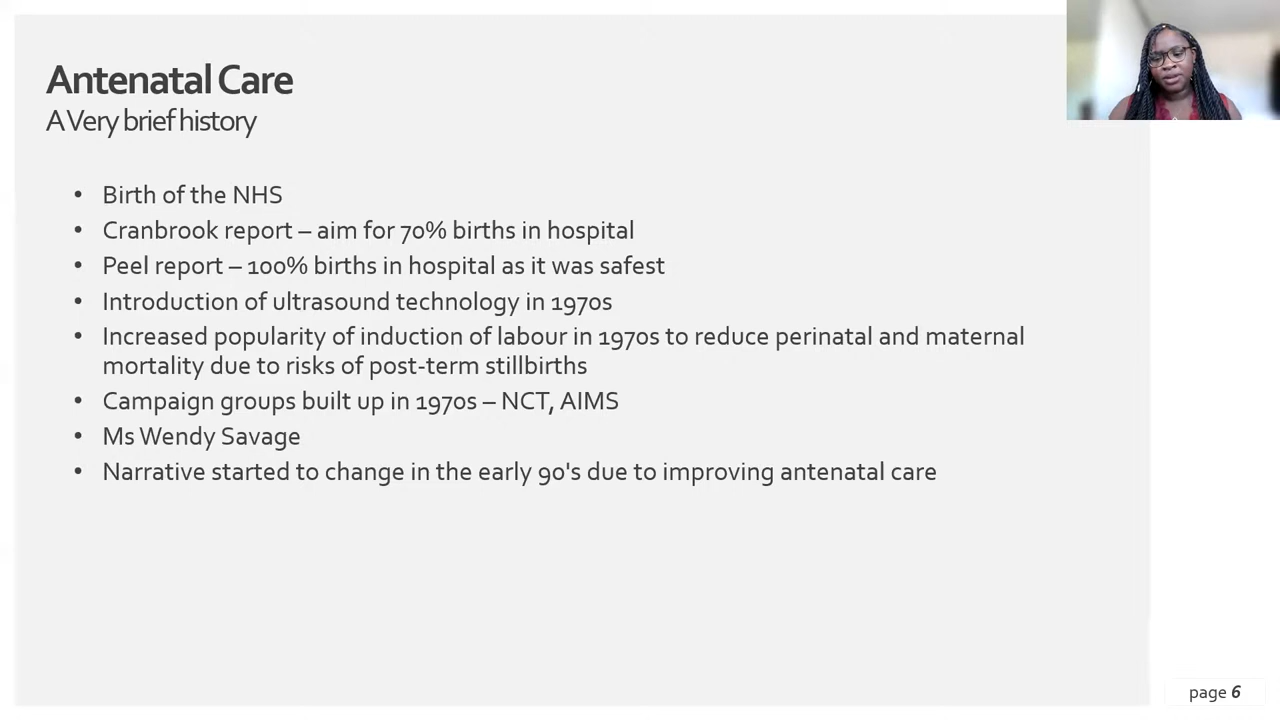 Antenatal Care
A Very brief history
• Birth of the NHS
• Cranbrook report – aim for 70% births in hospital
• Peel report – 100% births in hospital as it was safest
• Introduction of ultrasound technology in 1970s
• Increased popularity of induction of labour in 1970s to reduce perinatal and maternal
mortality due to risks of post-term stillbirths
• Campaign groups built up in 1970s – NCT, AIMS
• Ms Wendy Savage
• Narrative started to change in the early 90's due to improving antenatal care
page 6